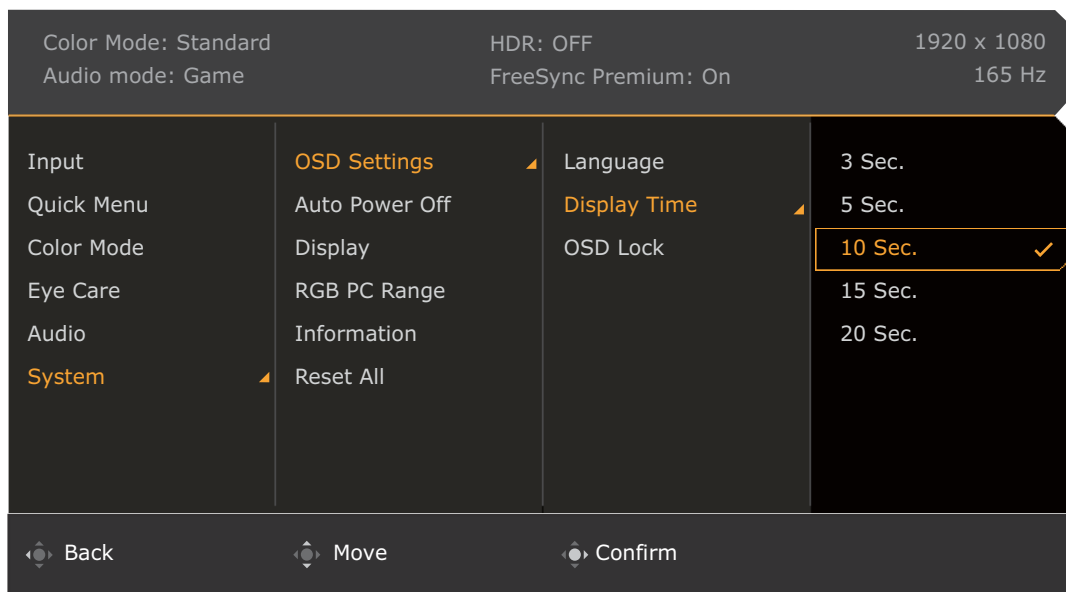 Color Mode: Standard
Audio mode: Game
HDR: OFF
FreeSync Premium: On
1920 x 1080
165 Hz
Input
Quick Menu
Color Mode
Eye Care
Audio
System
OSD Settings
Auto Power Off
Display
RGB PC Range
Information
Reset All
Language
Display Time
OSD Lock
3 Sec.
5 Sec.
10 Sec.
15 Sec.
20 Sec.
Back
Move
Confirm